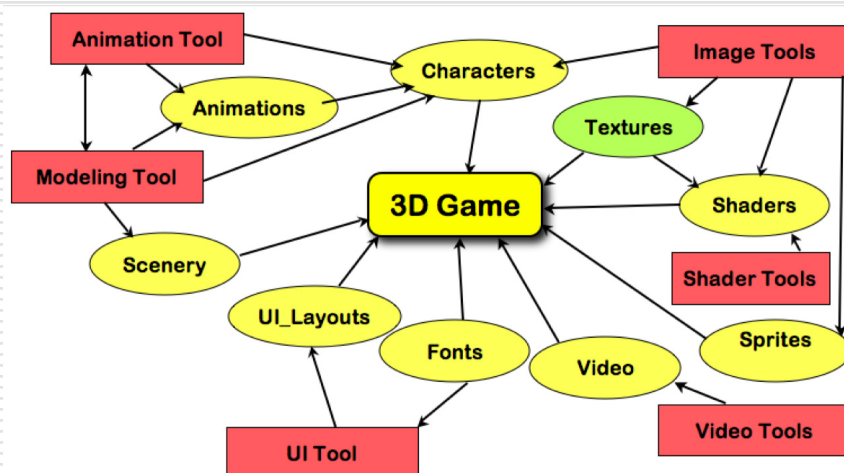 Animation Tool
Characters
Image Tools
Animations
Textures
Modeling Tool
3D Game
Shaders
Scenery
Shader Tools
UI_Layouts
Fonts
Video
Sprites
UI Tool
Video Tools